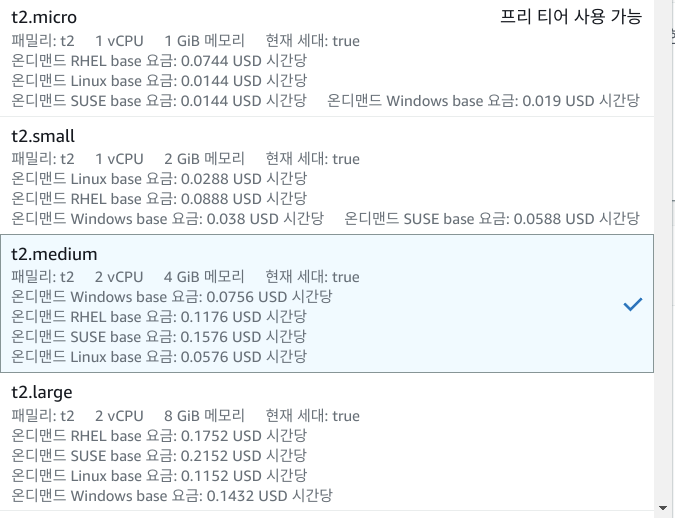 t2.micro 프리 티어 사용 가능
패밀리: t2 1 vCPU 1 GiB 메모리 현재 세대: true
온디맨드 RHEL base 요금: 0.0744 USD 시간당
온디맨드 Linux base 요금: 0.0144 USD 시간당
온디맨드 SUSE base 요금: 0.0144 USD 시간당 온디맨드 Windows base 요금: 0.019 USD 시간당
t2.small
패밀리: t2 1 vCPU 2 GiB 메모리 현재 세대: true
온디맨드 Linux base 요금: 0.0288 USD 시간당
온디맨드 RHEL base 요금: 0.0888 USD 시간당
온디맨드 Windows base 요금: 0.038 USD 시간당 온디맨드 SUSE base 요금: 0.0588 USD 시간당
t2.medium
패밀리: t2 2 vCPU 4 GiB 메모리 현재 세대: true
온디맨드 Windows base 요금: 0.0756 USD 시간당
온디맨드 RHEL base 요금: 0.1176 USD 시간당
온디맨드 SUSE base 요금: 0.1576 USD 시간당
온디맨드 Linux base 요금: 0.0576 USD 시간당
t2.large
패밀리: t2 2 vCPU 8 GiB 메모리 현재 세대: true
온디맨드 RHEL base 요금: 0.1752 USD 시간당
온디맨드 SUSE base 요금: 0.2152 USD 시간당
온디맨드 Linux base 요금: 0.1152 USD 시간당
온디맨드 Windows base 요금: 0.1432 USD 시간당